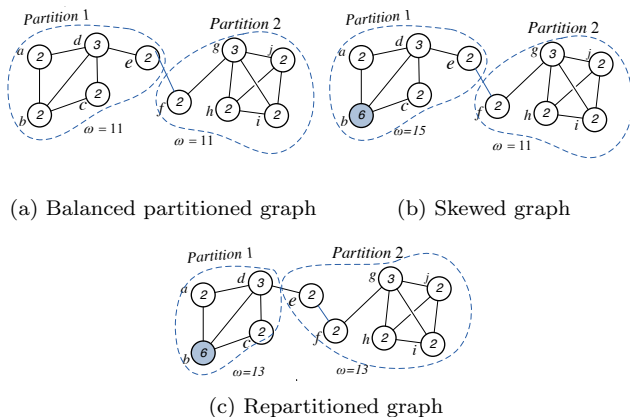 Partition 1
Partition 2
a 2
d 3
e 2
b 2
c 2
ω = 11
g 3
j 2
f 2
h 2
i 2
ω = 11
(a) Balanced partitioned graph
Partition 1
Partition 2
a 2
d 3
e 2
b 6
c 2
ω=15
g 3
j 2
f 2
h 2
i 2
ω = 11
(b) Skewed graph
Partition 1
Partition 2
a 2
d 3
e 2
b 6
c 2
ω=13
g 3
j 2
f 2
h 2
i 2
ω=13
(c) Repartitioned graph